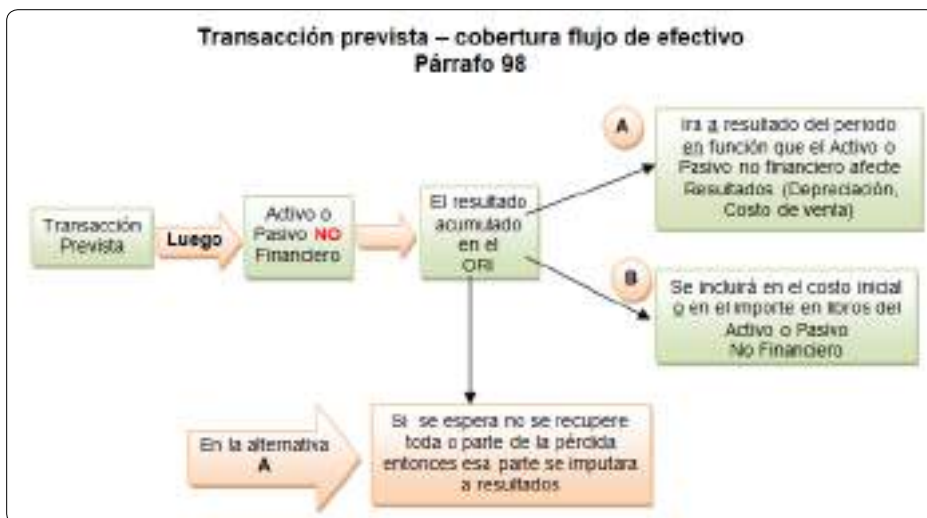 Transacción prevista – cobertura flujo de efectivo
Párrafo 98
Transacción
Prevista
Luego
Activo o
Pasivo NO
Financiero
El resultado
acumulado
en el
ORI
A
Ira a resultado del periodo
en función que el Activo o
Pasivo no financiero afecte
Resultados (Depreciación,
Costo de venta)
B
Se incluirá en el costo inicial
o en el importe en libros del
Activo o Pasivo
No Financiero
En la alternativa
A
Si se espera no se recupere
toda o parte de la pérdida
entonces esa parte se imputara
a resultados